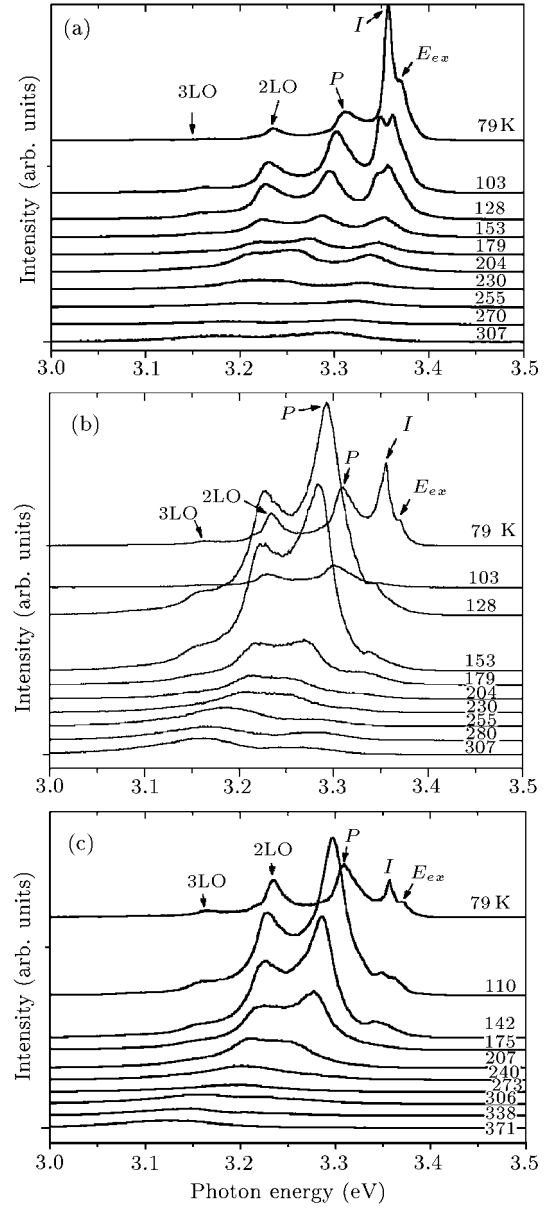 (a)
I
E_ex
3LO
2LO
P
79 K
103
128
153
179
204
230
255
270
307
Intensity (arb. units)
3.0 3.1 3.2 3.3 3.4 3.5
(b)
P
I
P
E_ex
3LO
2LO
79 K
103
128
153
179
204
230
255
280
307
Intensity (arb. units)
3.0 3.1 3.2 3.3 3.4 3.5
(c)
P
2LO
3LO
I
E_ex
79 K
110
142
175
207
240
273
306
338
371
Intensity (arb. units)
3.0 3.1 3.2 3.3 3.4 3.5
Photon energy (eV)